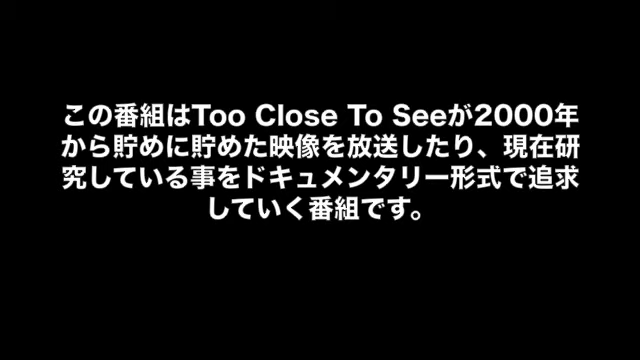 この番組はToo Close To Seeが2000年
から貯めに貯めた映像を放送したり、現在研
究している事をドキュメンタリー形式で追求
していく番組です。